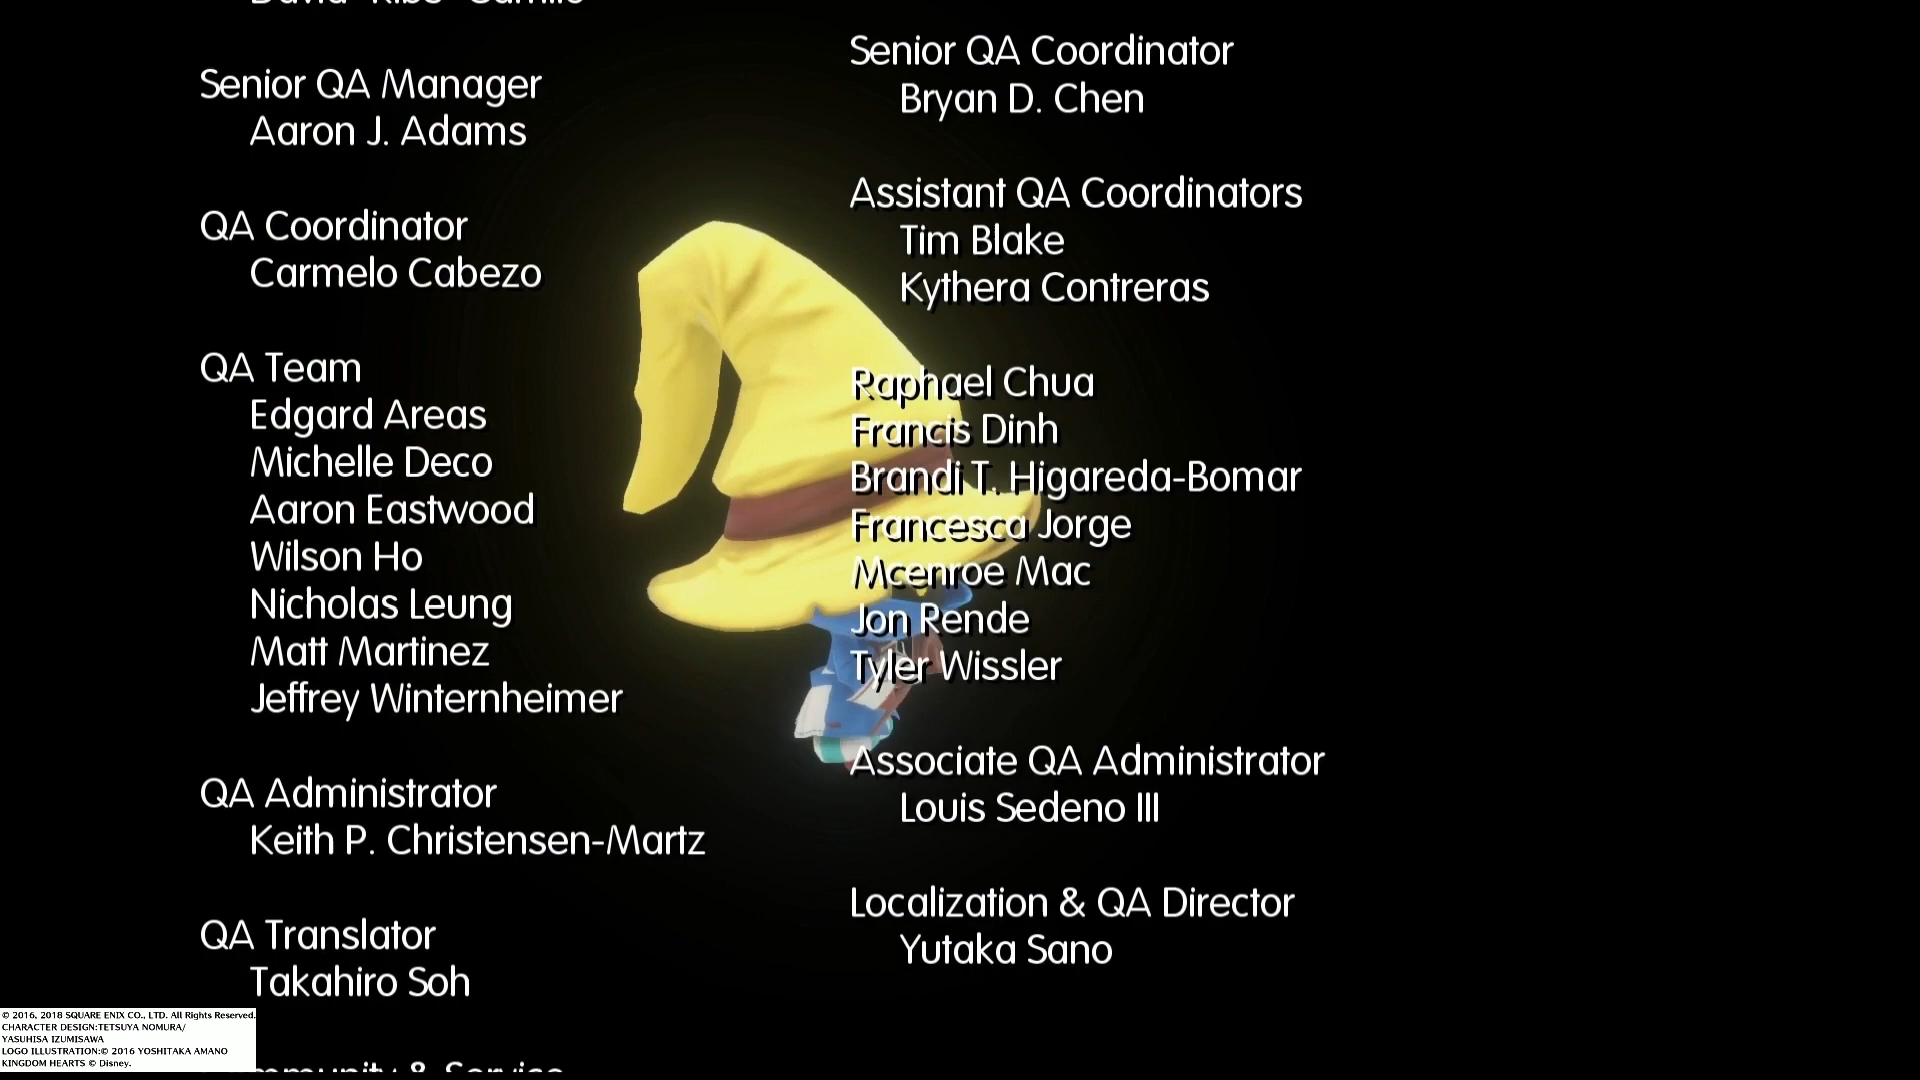 Senior QA Manager
Aaron J. Adams
QA Coordinator
Carmelo Cabezo
QA Team
Edgard Areas
Michelle Deco
Aaron Eastwood
Wilson Ho
Nicholas Leung
Matt Martinez
Jeffrey Winternheimer
QA Administrator
Keith P. Christensen-Martz
QA Translator
Takahiro Soh
& Service
Senior QA Coordinator
Bryan D. Chen
Assistant QA Coordinators
Tim Blake
Kythera Contreras
Raphael Chua
Francis Dinh
Brandi T. Higareda-Bomar
Francesca Jorge
Mcenroe Mac
Jon Rende
Tyler Wissler
Associate QA Administrator
Louis Sedeno III
Localization & QA Director
Yutaka Sano
© 2016, 2018 SQUARE ENIX CO., LTD. All Rights Reserved.
CHARACTER DESIGN:TETSUYA NOMURA/
YASUHISA IZUMISAWA
LOGO ILLUSTRATION:© 2016 YOSHITAKA AMANO
KINGDOM HEARTS © Disney.